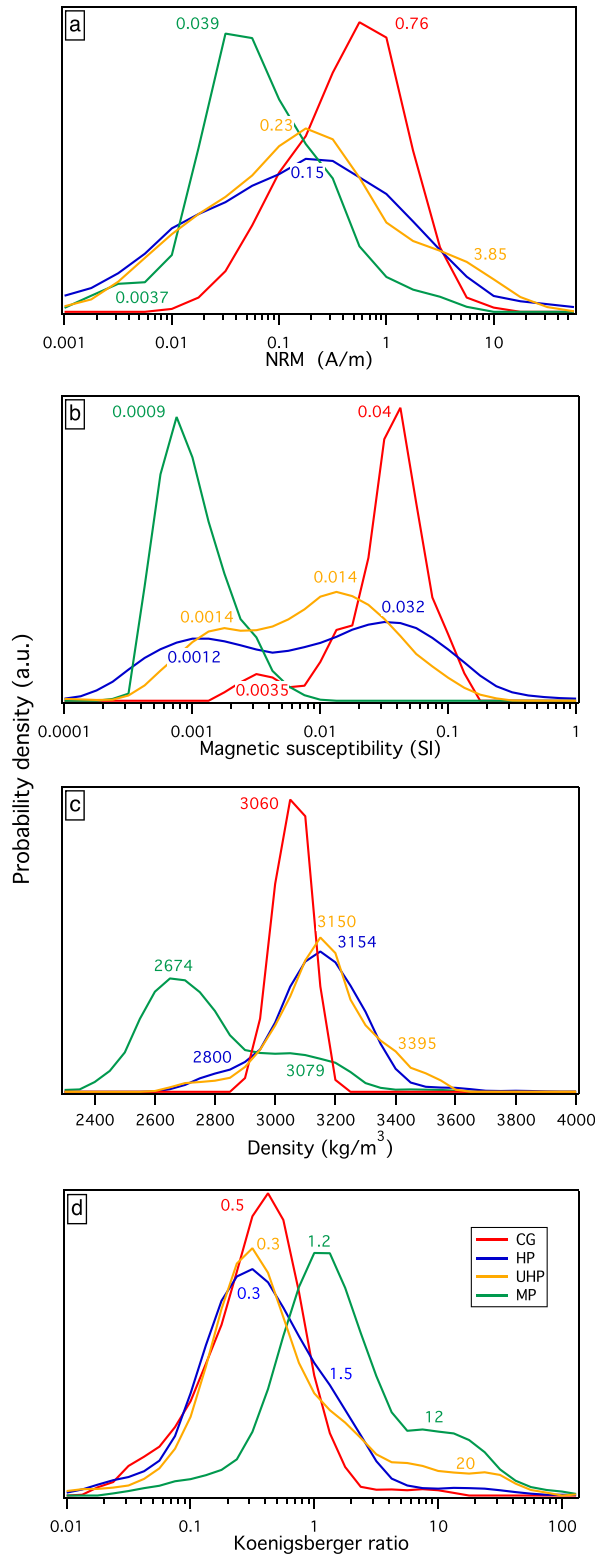 a
0.039
0.76
0.23
0.15
3.85
0.0037
0.001 0.01 0.1 1 10
NRM (A/m)
b
0.0009
0.04
0.014
0.0014
0.032
0.0012
0.0035
0.0001 0.001 0.01 0.1 1
Magnetic susceptibility (SI)
Probability density (a.u.)
c
3060
3150
3154
2674
3395
2800
3079
2400 2600 2800 3000 3200 3400 3600 3800 4000
Density (kg/m³)
d
0.5
0.3
1.2
0.3
1.5
12
20
CG
HP
UHP
MP
0.01 0.1 1 10 100
Koenigsberger ratio